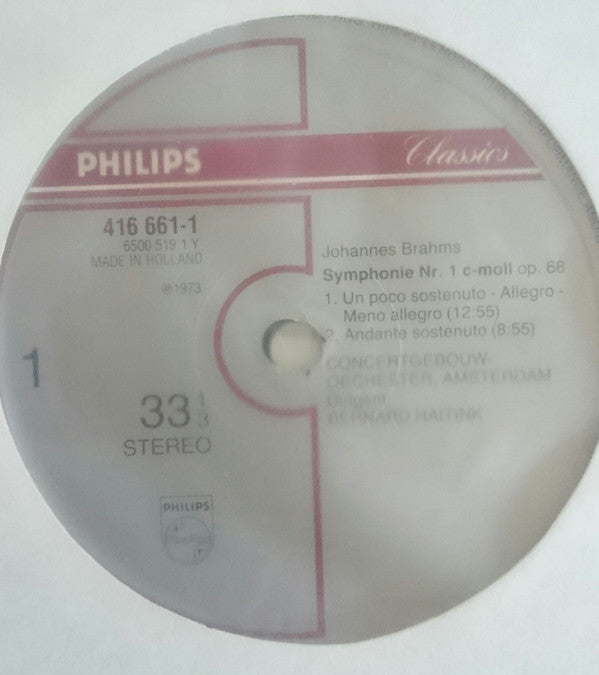 PHILIPS
Classics
416 661-1
6500 519 1 Y
MADE IN HOLLAND
℗1973
1
33 1/3
STEREO
PHILIPS
Johannes Brahms
Symphonie Nr. 1 c-moll op. 68
1. Un poco sostenuto - Allegro -
Meno allegro (12:55)
2. Andante sostenuto (8:55)
CONCERTGEBOUW-
ORCHESTER, AMSTERDAM
Dirigent:
BERNARD HAITINK